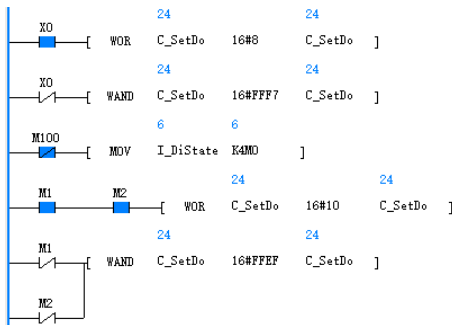 24 24
X0
[ WOR C_SetDo 16#8 C_SetDo ]
24 24
X0
[ WAND C_SetDo 16#FFF7 C_SetDo ]
6 6
M100
[ MOV I_DiState K4M0 ]
24 24
M1 M2
[ WOR C_SetDo 16#10 C_SetDo ]
24 24
M1
[ WAND C_SetDo 16#FFEF C_SetDo ]
M2